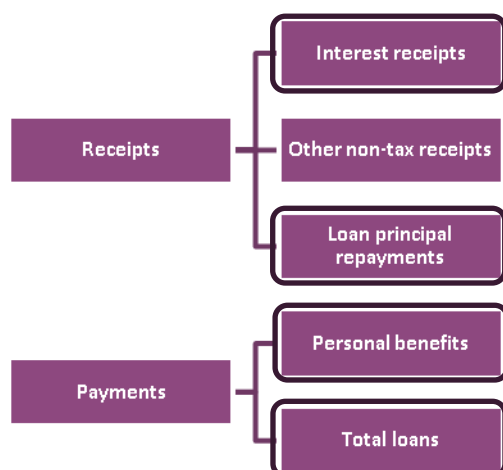 Receipts
Interest receipts
Other non-tax receipts
Loan principal
repayments
Payments
Personal benefits
Total loans